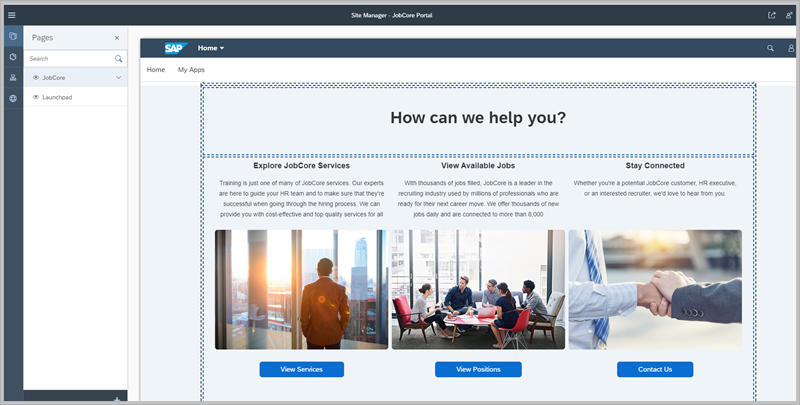 Site Manager - JobCore Portal
Pages
Search
JobCore
Launchpad
SAP Home
Home My Apps
How can we help you?
Explore JobCore Services
Training is just one of many of JobCore services. Our experts
are here to guide your HR team and to make sure that they're
successful when going through the hiring process. We can
provide you with cost-effective and top quality services for all
View Available Jobs
With thousands of jobs filled, JobCore is a leader in the
recruiting industry used by millions of professionals who are
ready for their next career move. We offer thousands of new
jobs daily and are connected to more than 8,000
Stay Connected
Whether you're a potential JobCore customer, HR executive,
or an interested recruiter, we'd love to hear from you.
View Services
View Positions
Contact Us